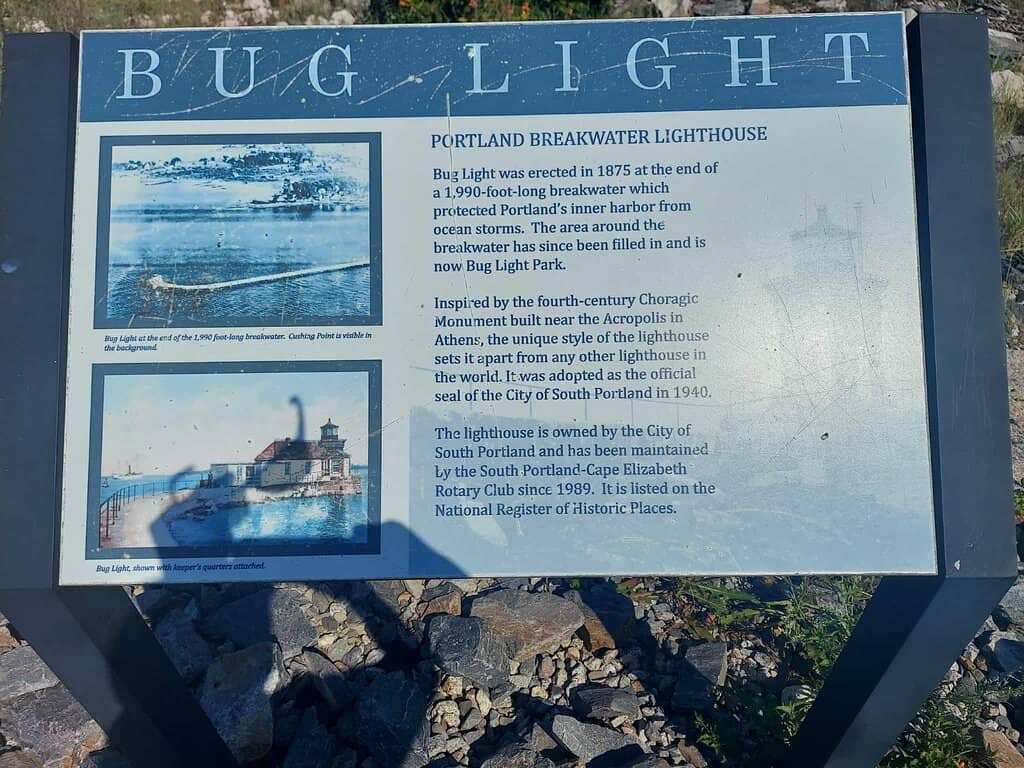 BUG LIGHT
PORTLAND BREAKWATER LIGHTHOUSE
Bug Light was erected in 1875 at the end of
a 1,990-foot-long breakwater which
protected Portland's inner harbor from
ocean storms. The area around the
breakwater has since been filled in and is
now Bug Light Park.
Inspired by the fourth-century Choragic
Monument built near the Acropolis in
Athens, the unique style of the lighthouse
sets it apart from any other lighthouse in
the world. It was adopted as the official
seal of the City of South Portland in 1940.
The lighthouse is owned by the City of
South Portland and has been maintained
by the South Portland-Cape Elizabeth
Rotary Club since 1989. It is listed on the
National Register of Historic Places.
Bug Light at the end of the 1,990 foot-long breakwater. Cushing Point is visible in
the background.
Bug Light, shown with keeper's quarters attached.